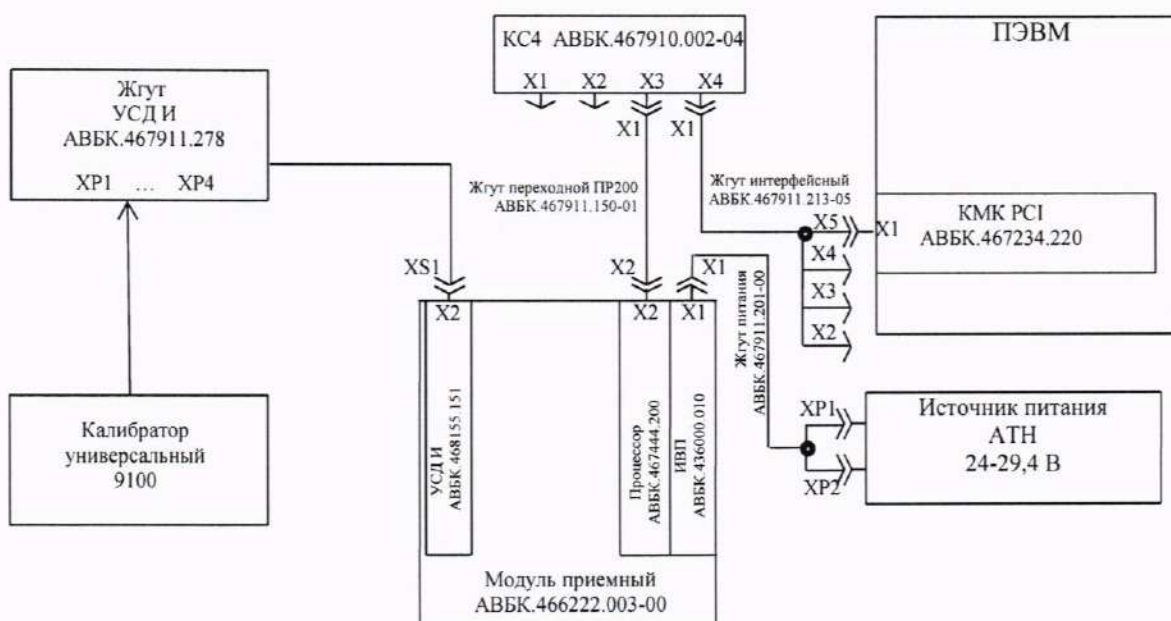 КС4 АВБК.467910.002-04
X1 X2 X3 X4
X1 X1
ПЭВМ
Жгут
УСД И
АВБК.467911.278
XP1 ... XP4
Жгут переходной ПР200
АВБК.467911.150-01
Жгут интерфейсный
АВБК.467911.213-05
КМК PCI
АВБК.467234.220
X5 X1
X4
X3
X2
XS1
X2
X2
X2
X1
X1
Жгут питания
АВБК.467911.201-00
Калибратор
универсальный
9100
УСД И
АВБК 468155.151
Процессор
АВБК.467444.200
ИВП
АВБК 436000.010
XP1
XP2
Источник питания
АТН
24-29,4 В
Модуль приемный
АВБК.466222.003-00